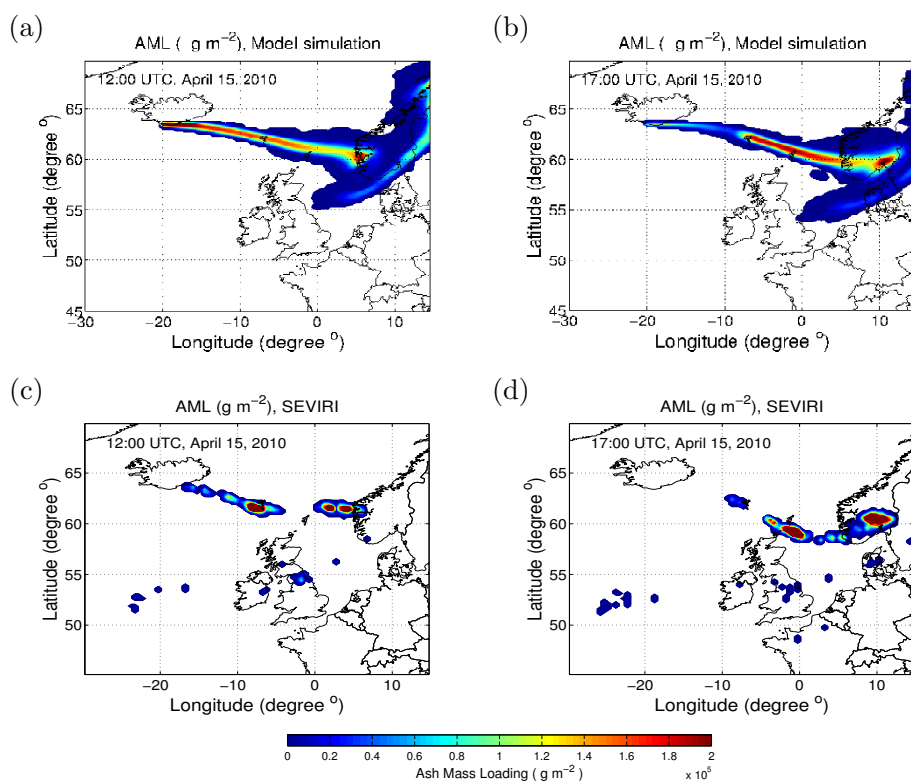 (a)
AML ( g m−2), Model simulation
12:00 UTC, April 15, 2010
65
60
55
50
45
−30 −20 −10 0 10
Latitude (degree o)
Longitude (degree o)
(b)
AML ( g m−2), Model simulation
17:00 UTC, April 15, 2010
65
60
55
50
45
−30 −20 −10 0 10
Latitude (degree o)
Longitude (degree o)
(c)
AML (g m−2), SEVIRI
12:00 UTC, April 15, 2010
65
60
55
50
−20 −10 0 10
Latitude (degree o)
Longitude (degree o)
(d)
AML (g m−2), SEVIRI
17:00 UTC, April 15, 2010
65
60
55
50
−20 −10 0 10
Latitude (degree o)
Longitude (degree o)
0 0.2 0.4 0.6 0.8 1 1.2 1.4 1.6 1.8 2
x 10⁵
Ash Mass Loading ( g m−2)